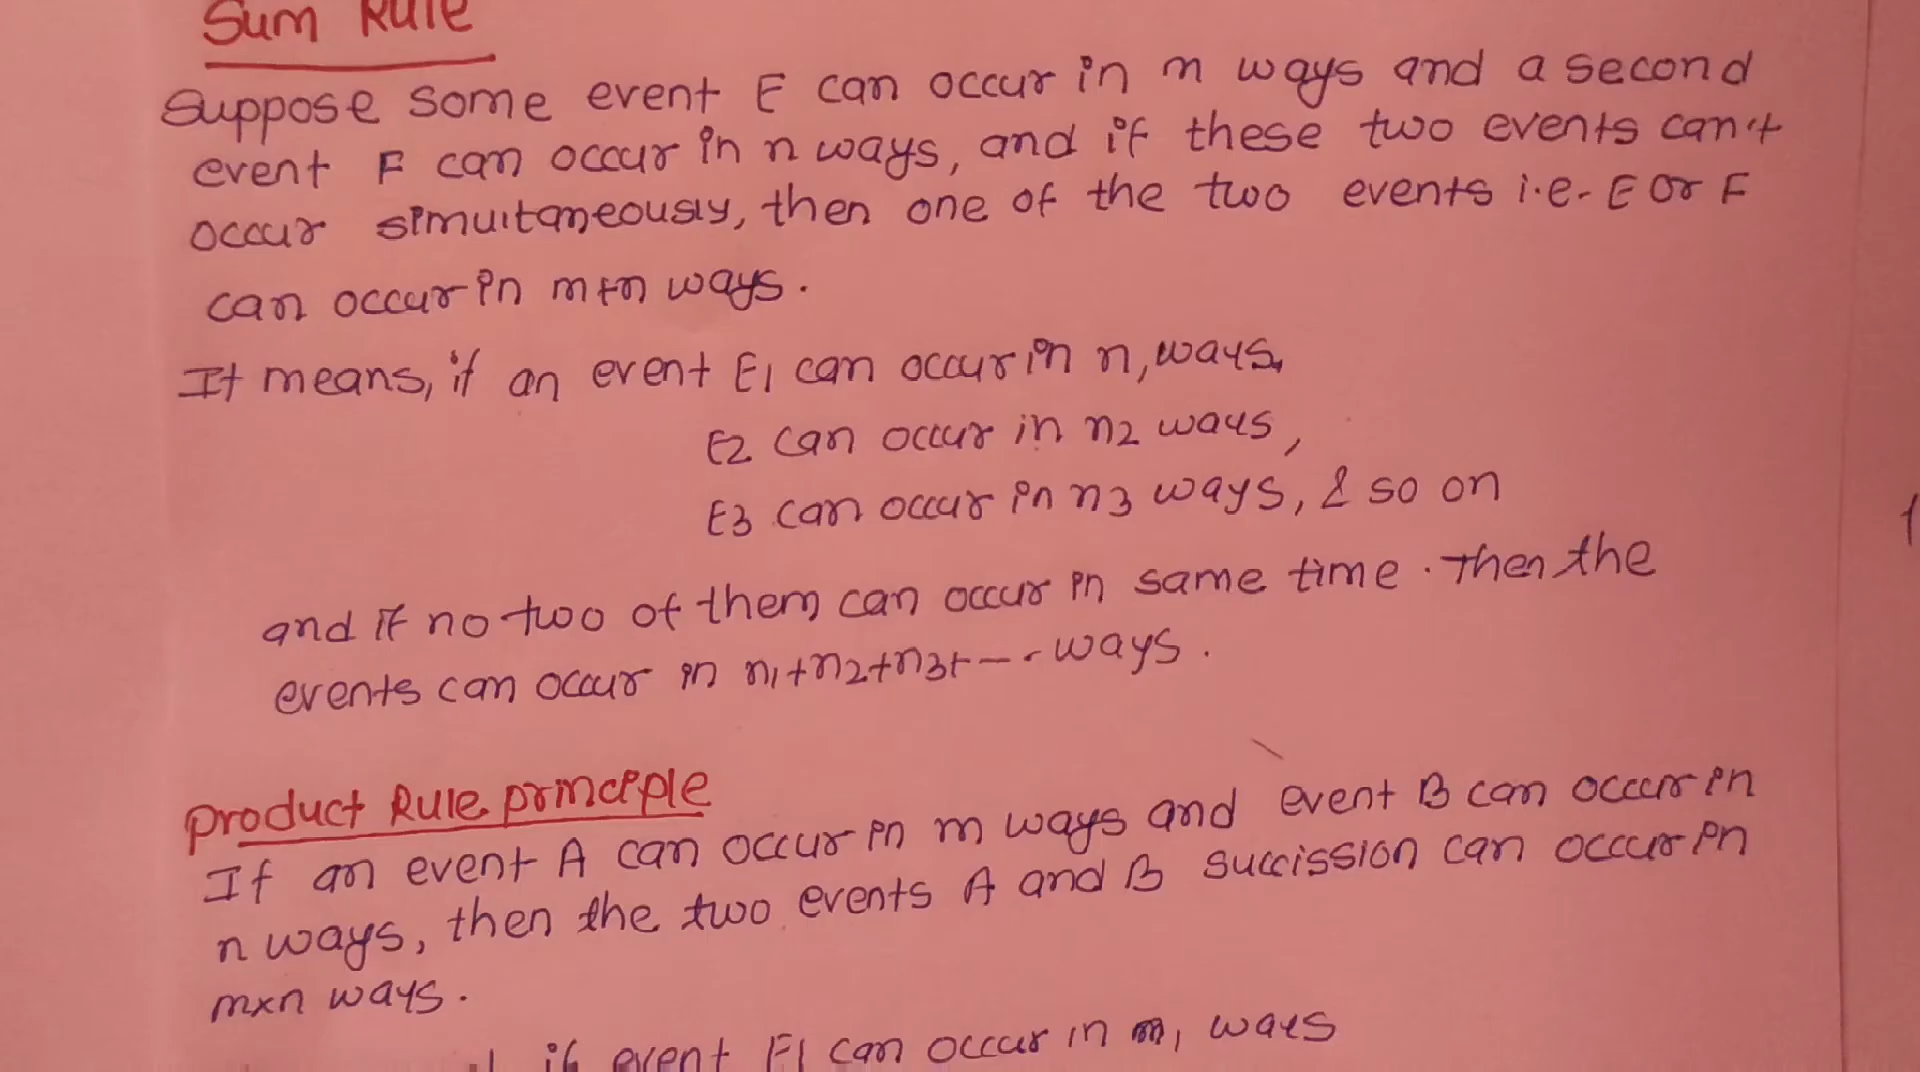 Sum Rule
Suppose some event E can occur in m ways and a second
event F can occur in n ways, and if these two events can't
occur simultaneously, then one of the two events i.e. E or F
can occur in m+n ways.
It means, if an event E1 can occur in n1 ways,
E2 can occur in n2 ways,
E3 can occur in n3 ways, & so on
and if no two of them can occur in same time. Then the
events can occur in n1+n2+n3+--- ways.
Product Rule principle
If an event A can occur in m ways and event B can occur in
n ways, then the two events A and B succission can occur in
mxn ways.
if event E1 can occur in n1 ways